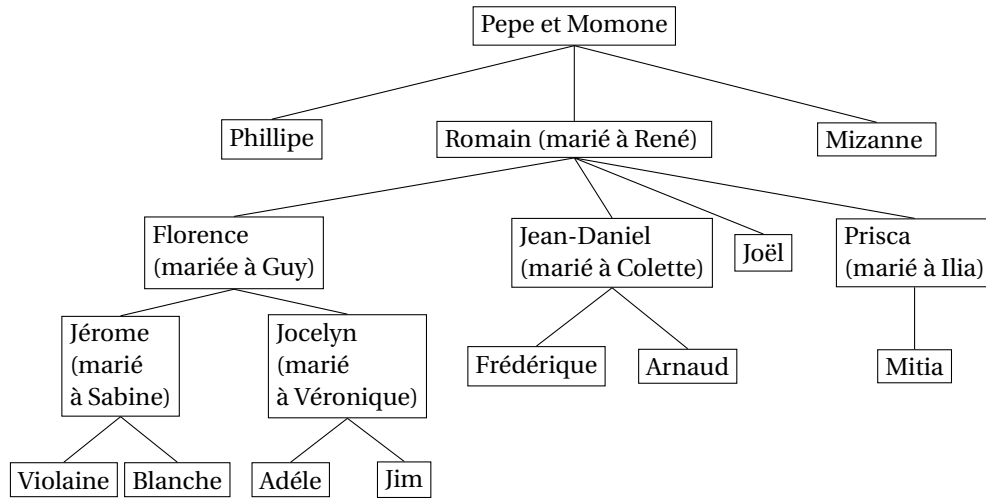 Pepe et Momone
Phillipe
Romain (marié à René)
Mizanne
Florence
(mariée à Guy)
Jean-Daniel
(marié à Colette)
Joël
Prisca
(marié à Ilia)
Jérome
(marié
à Sabine)
Jocelyn
(marié
à Véronique)
Frédérique
Arnaud
Mitia
Violaine
Blanche
Adéle
Jim